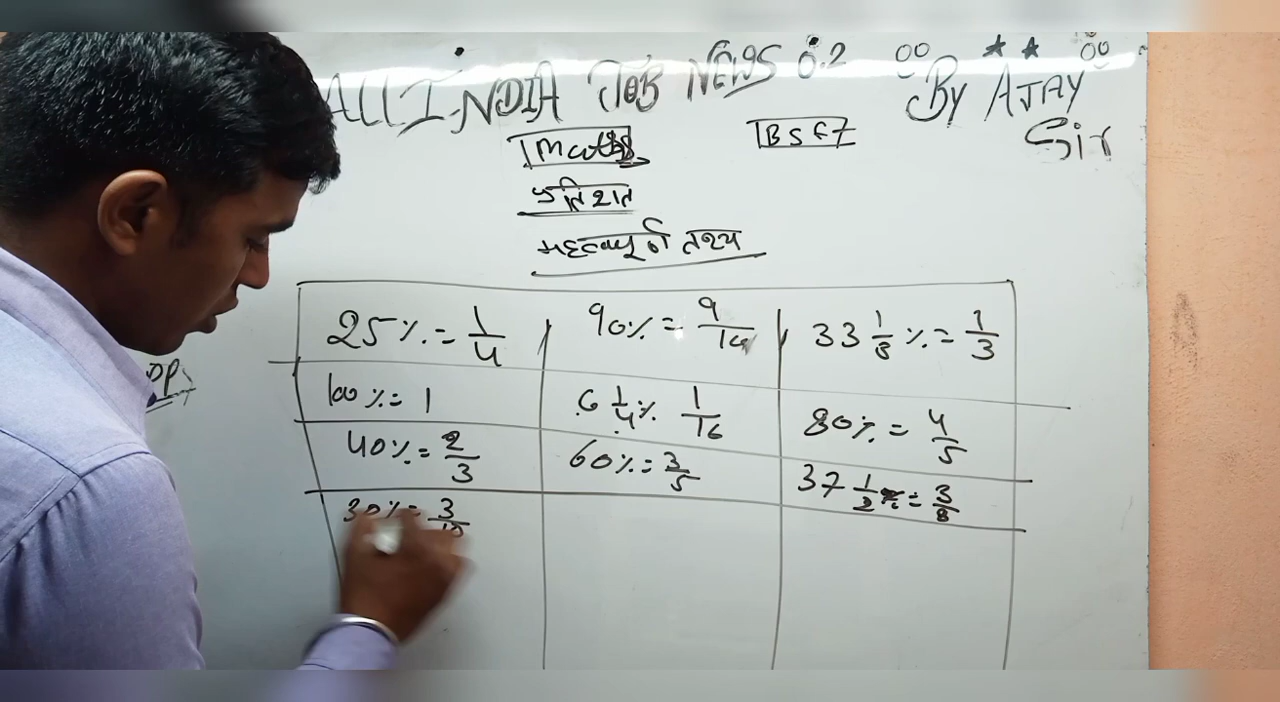 ALL INDIA JOB NEWS 0.2 By AJAY Sir
Maths BSF
प्रतिशत
महत्वपूर्ण तथ्य
25% = 1/4 90% = 9/10 33 1/3 % = 1/3
100% = 1 6 1/4 % 1/16 80% = 4/5
40% = 2/3 60% = 3/5 37 1/2 % = 3/8
30% = 3/10